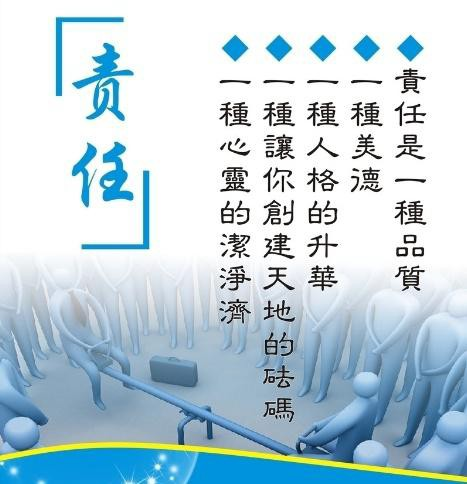 責任
責任是一種品質
一種美德
一種人格的升華
一種讓你創建天地的砝碼
一種心靈的潔淨濟